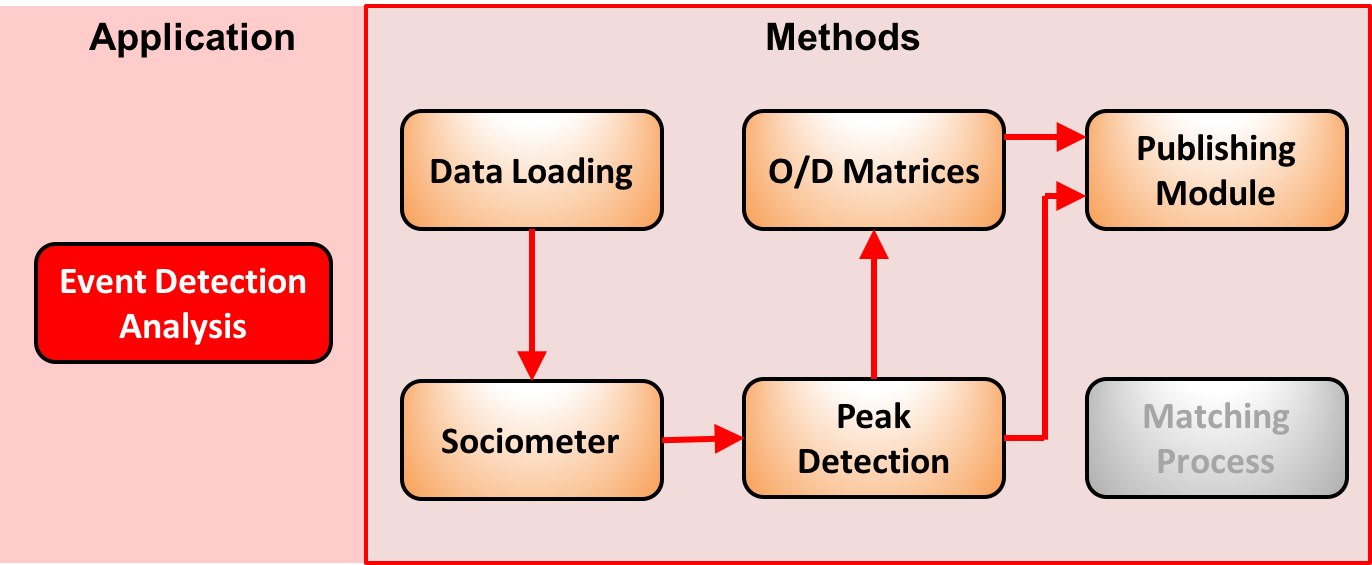 Application
Methods
Event Detection
Analysis
Data Loading
O/D Matrices
Publishing
Module
Sociometer
Peak
Detection
Matching
Process